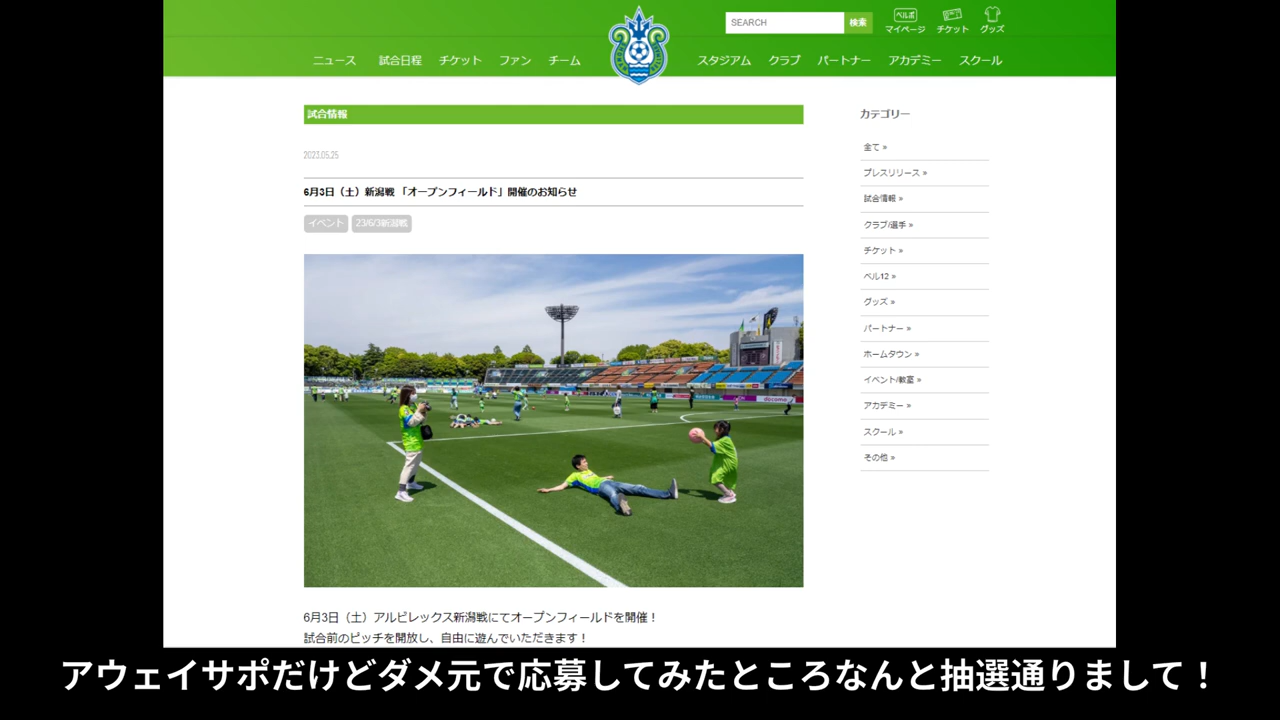 SEARCH
検索
ベルポ
マイページ
チケット
グッズ
ニュース
試合日程
チケット
ファン
チーム
スタジアム
クラブ
パートナー
アカデミー
スクール
試合情報
2023.05.25
6月3日（土）新潟戦 「オープンフィールド」開催のお知らせ
イベント
23/6/3新潟戦
docomo
6月3日（土）アルビレックス新潟戦にてオープンフィールドを開催！
試合前のピッチを開放し、自由に遊んでいただきます！
カテゴリー
全て »
プレスリリース »
試合情報 »
クラブ/選手 »
チケット »
ベル12 »
グッズ »
パートナー »
ホームタウン »
イベント/教室 »
アカデミー »
スクール »
その他 »
アウェイサポだけどダメ元で応募してみたところなんと抽選通りまして！